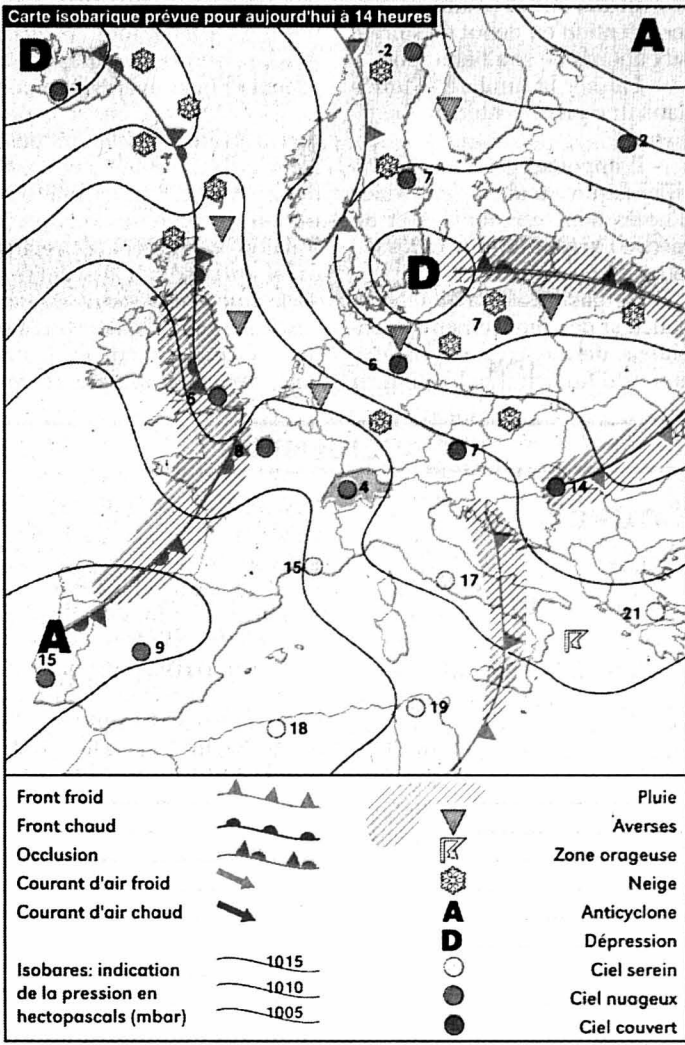 Carte isobarique prévue pour aujourd'hui à 14 heures
D
A
-1
-2
2
7
D
7
6
6
8
7
4
14
15
17
21
A
15
9
19
18
Front froid
Front chaud
Occlusion
Courant d'air froid
Courant d'air chaud
Isobares: indication
de la pression en
hectopascals (mbar)
1015
1010
1005
Pluie
Averses
Zone orageuse
Neige
A Anticyclone
D Dépression
Ciel serein
Ciel nuageux
Ciel couvert